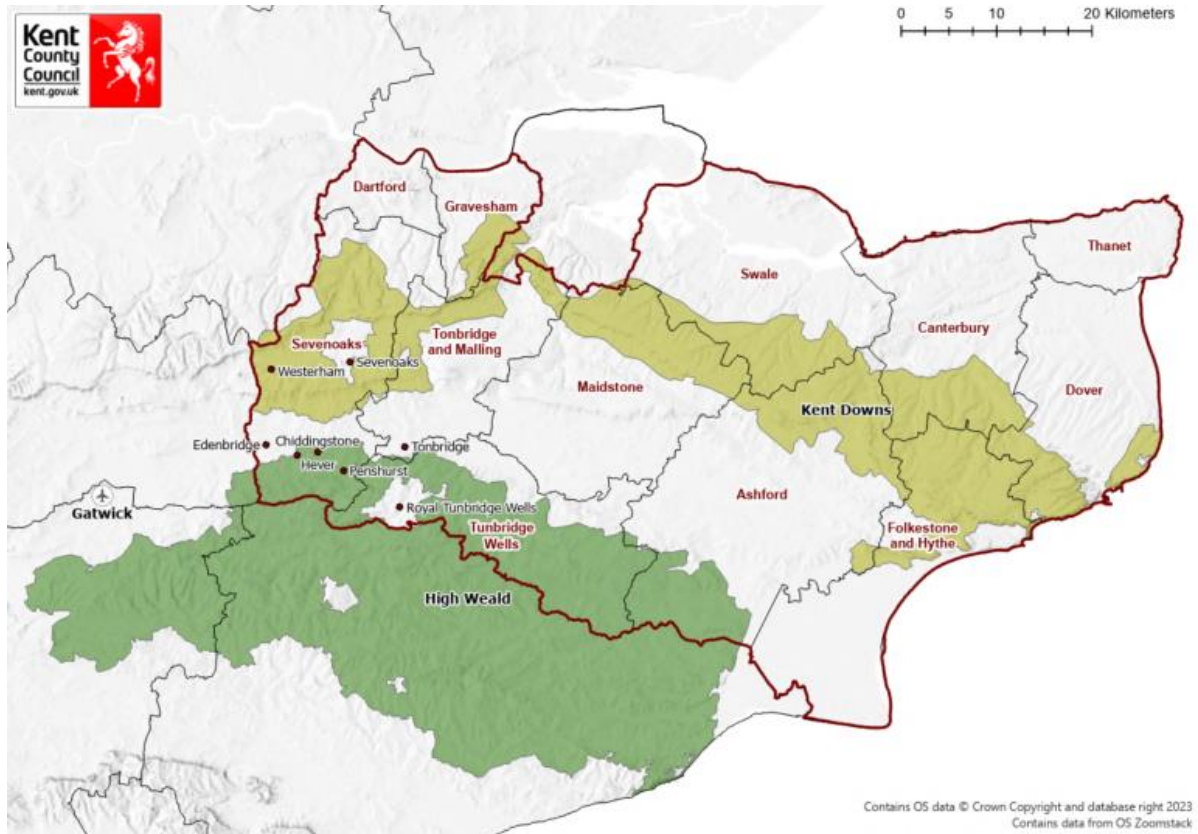 Kent
County
Council
kent.gov.uk
0 5 10 20 Kilometers
Dartford
Gravesham
Thanet
Swale
Canterbury
Sevenoaks
Tonbridge
and Malling
Sevenoaks
Westerham
Maidstone
Dover
Kent Downs
Edenbridge
Chiddingstone
Tonbridge
Hever
Penshurst
Ashford
Gatwick
Royal Tunbridge Wells
Tunbridge
Wells
Folkestone
and Hythe
High Weald
Contains OS data © Crown Copyright and database right 2023
Contains data from OS Zoomstack